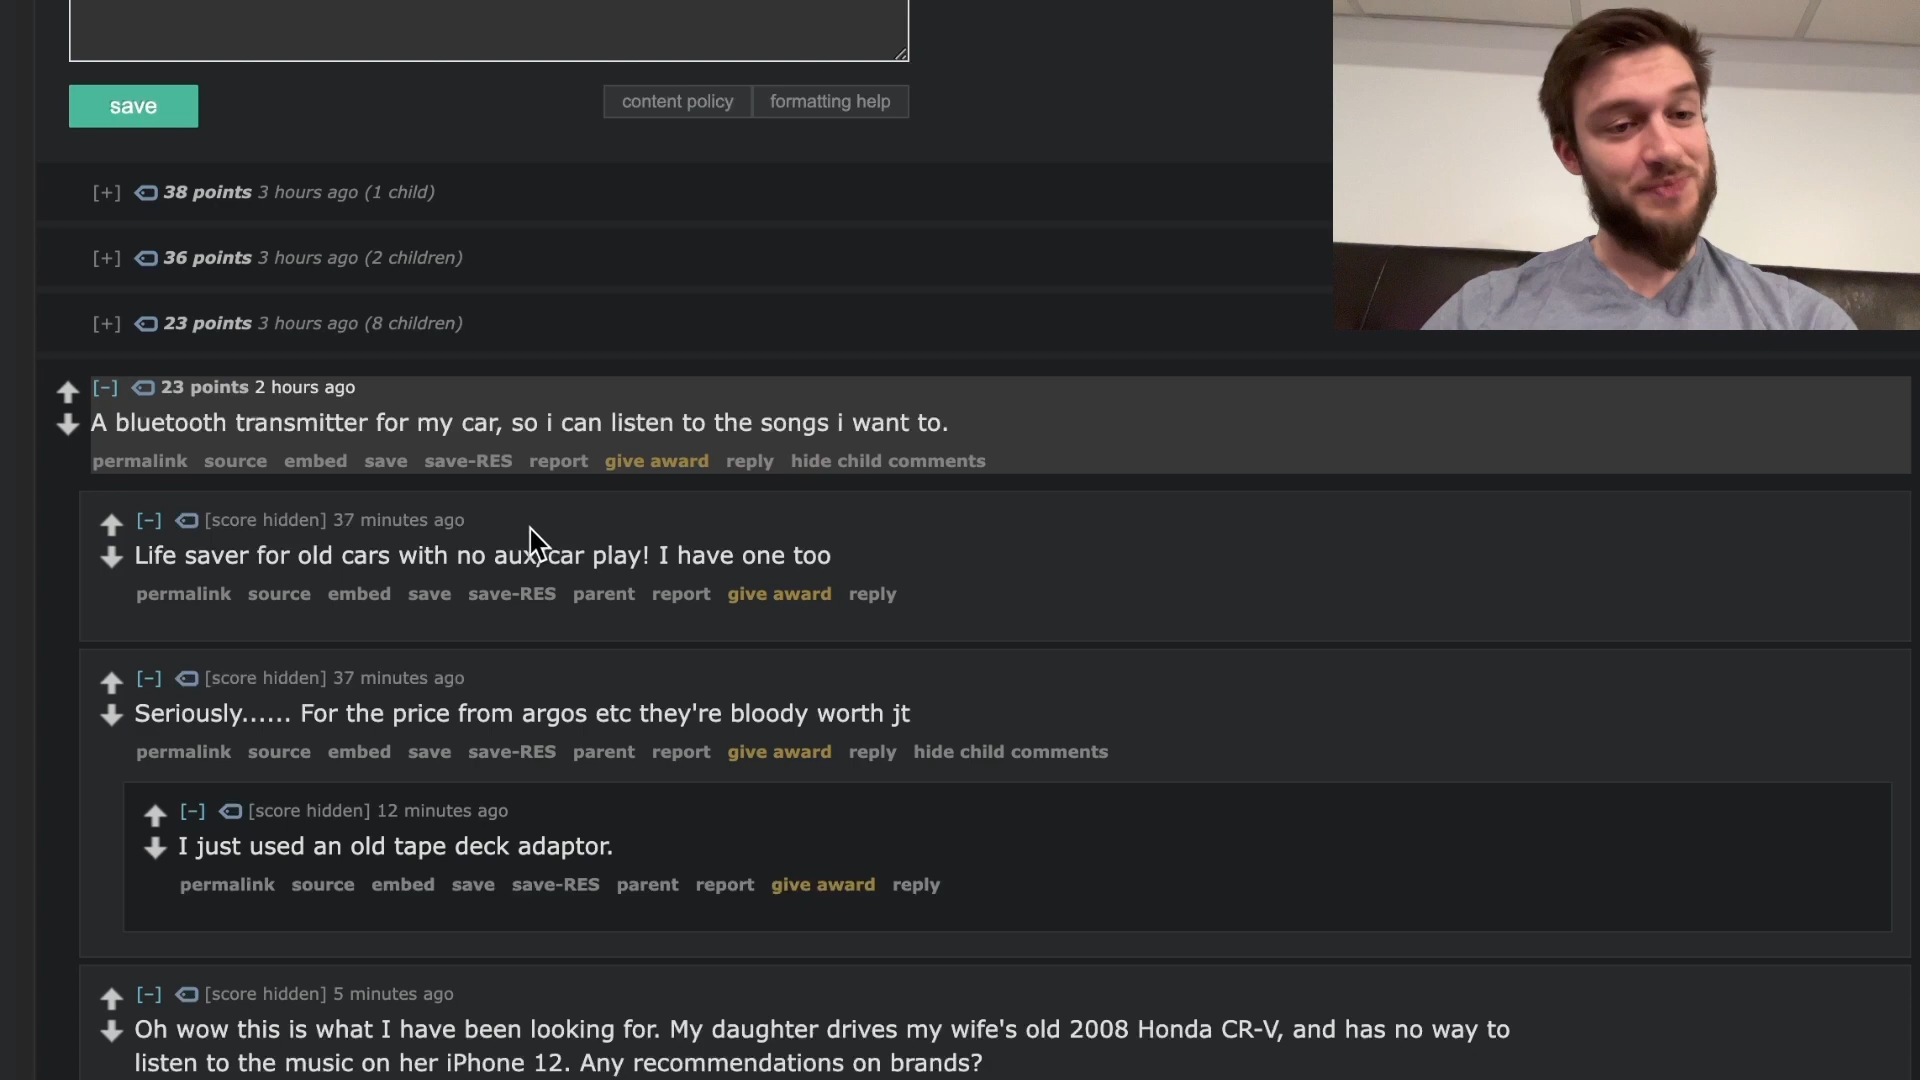 save
content policy
formatting help
[+] 38 points 3 hours ago (1 child)
[+] 36 points 3 hours ago (2 children)
[+] 23 points 3 hours ago (8 children)
[–] 23 points 2 hours ago
A bluetooth transmitter for my car, so i can listen to the songs i want to.
permalink source embed save save-RES report give award reply hide child comments
[–] [score hidden] 37 minutes ago
Life saver for old cars with no aux/car play! I have one too
permalink source embed save save-RES parent report give award reply
[–] [score hidden] 37 minutes ago
Seriously...... For the price from argos etc they're bloody worth jt
permalink source embed save save-RES parent report give award reply hide child comments
[–] [score hidden] 12 minutes ago
I just used an old tape deck adaptor.
permalink source embed save save-RES parent report give award reply
[–] [score hidden] 5 minutes ago
Oh wow this is what I have been looking for. My daughter drives my wife's old 2008 Honda CR-V, and has no way to
listen to the music on her iPhone 12. Any recommendations on brands?